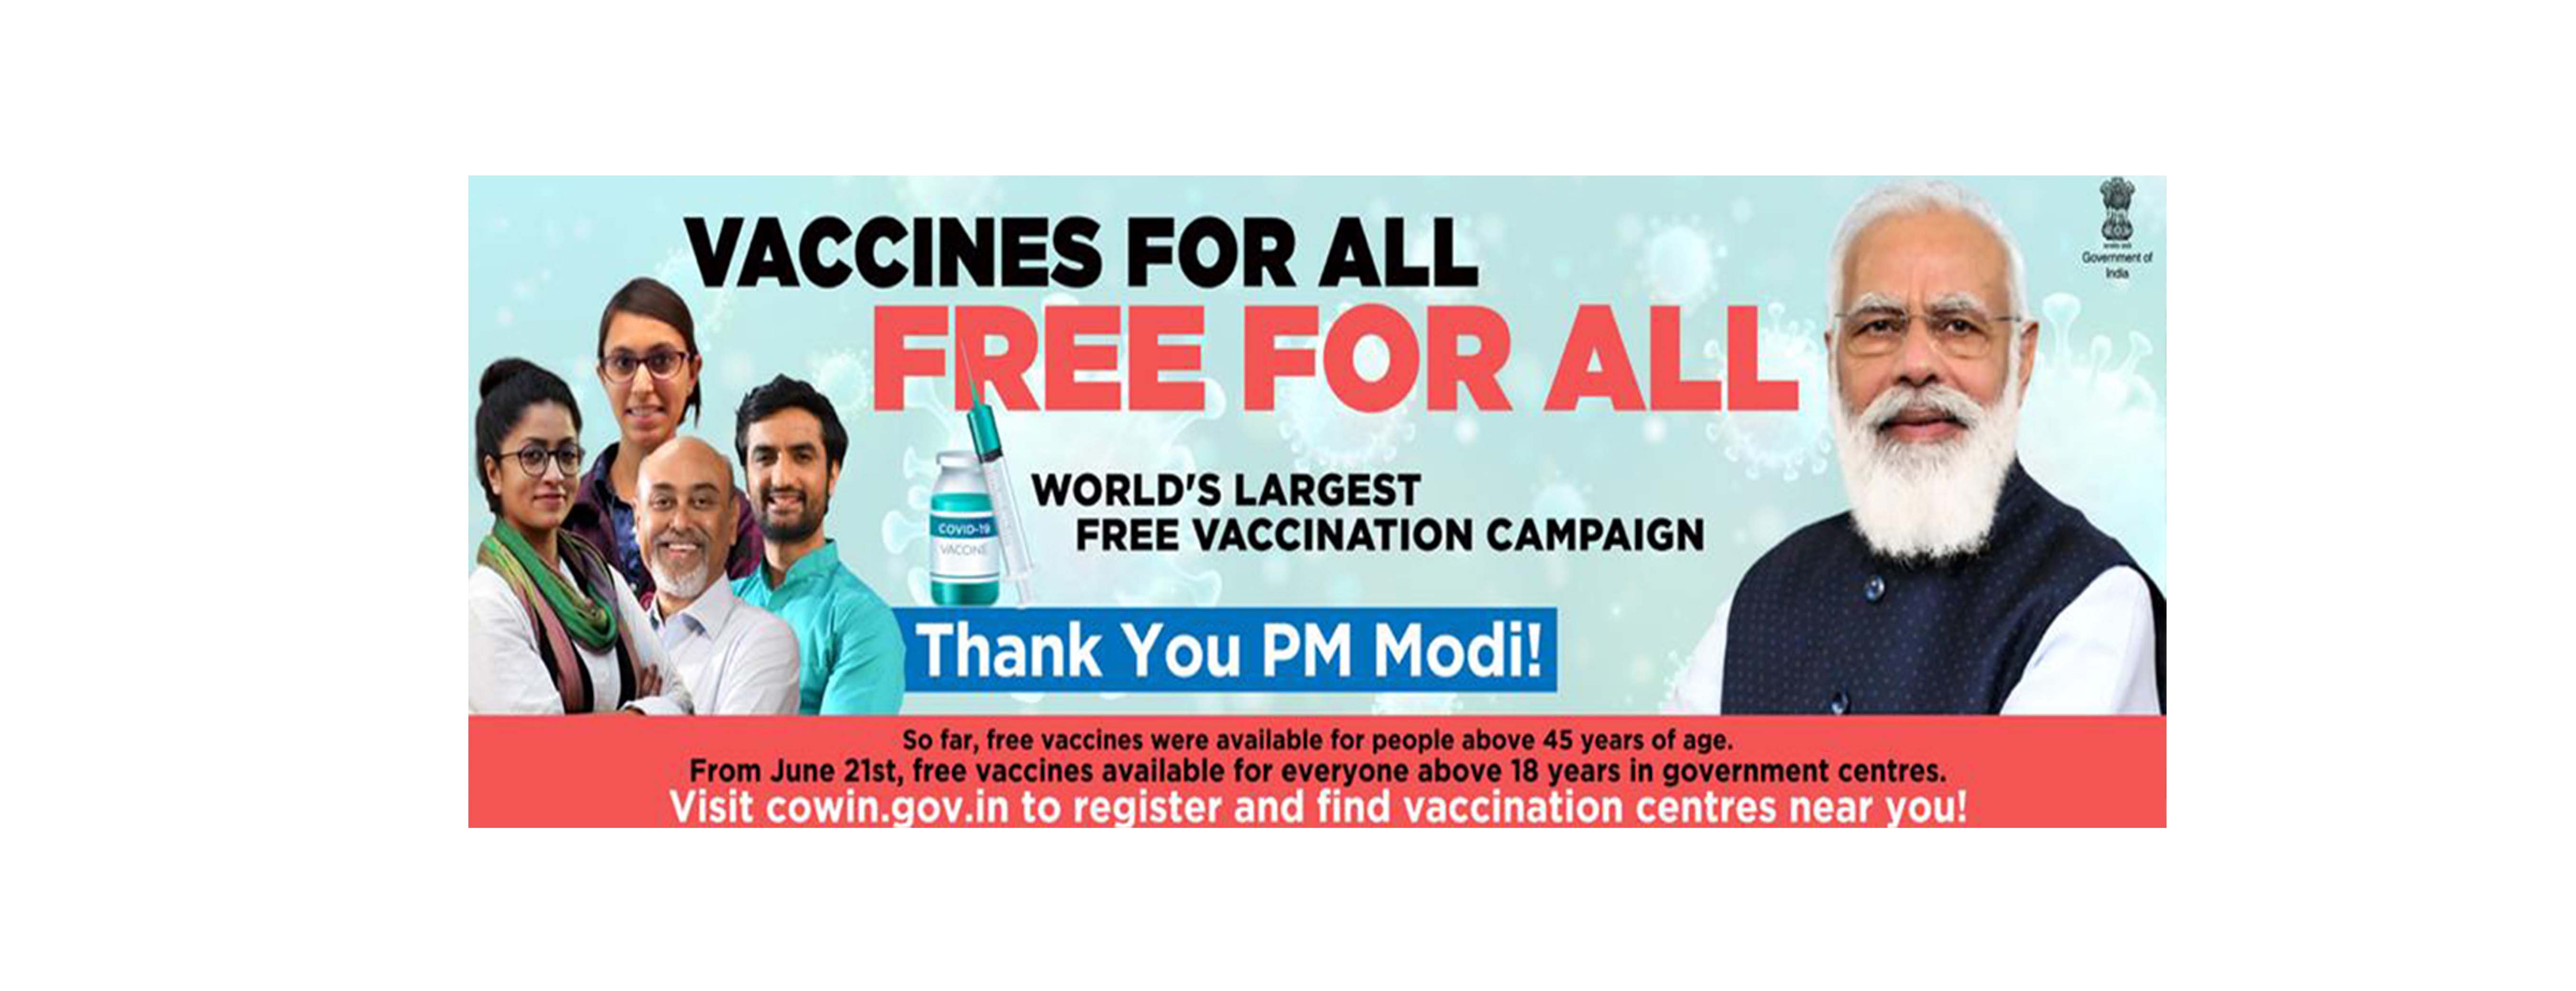 VACCINES FOR ALL
FREE FOR ALL
WORLD'S LARGEST
FREE VACCINATION CAMPAIGN
COVID-19
VACCINE
Thank You PM Modi!
Government of
India
So far, free vaccines were available for people above 45 years of age.
From June 21st, free vaccines available for everyone above 18 years in government centres.
Visit cowin.gov.in to register and find vaccination centres near you!